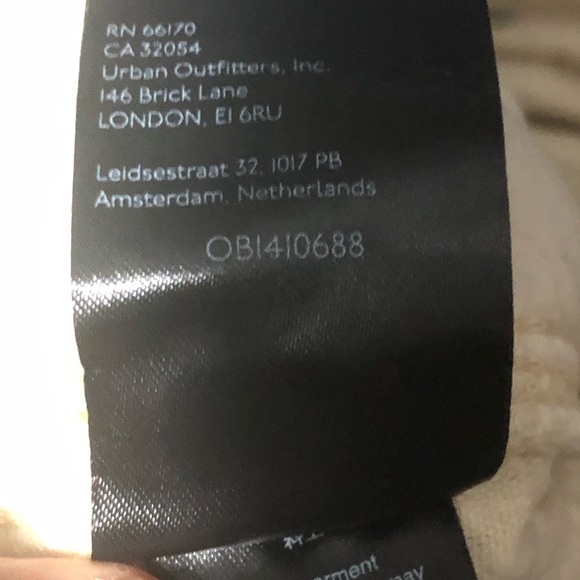 RN 66170
CA 32054
Urban Outfitters, Inc.
146 Brick Lane
LONDON, E1 6RU
Leidsestraat 32, 1017 PB
Amsterdam, Netherlands
OB1410688